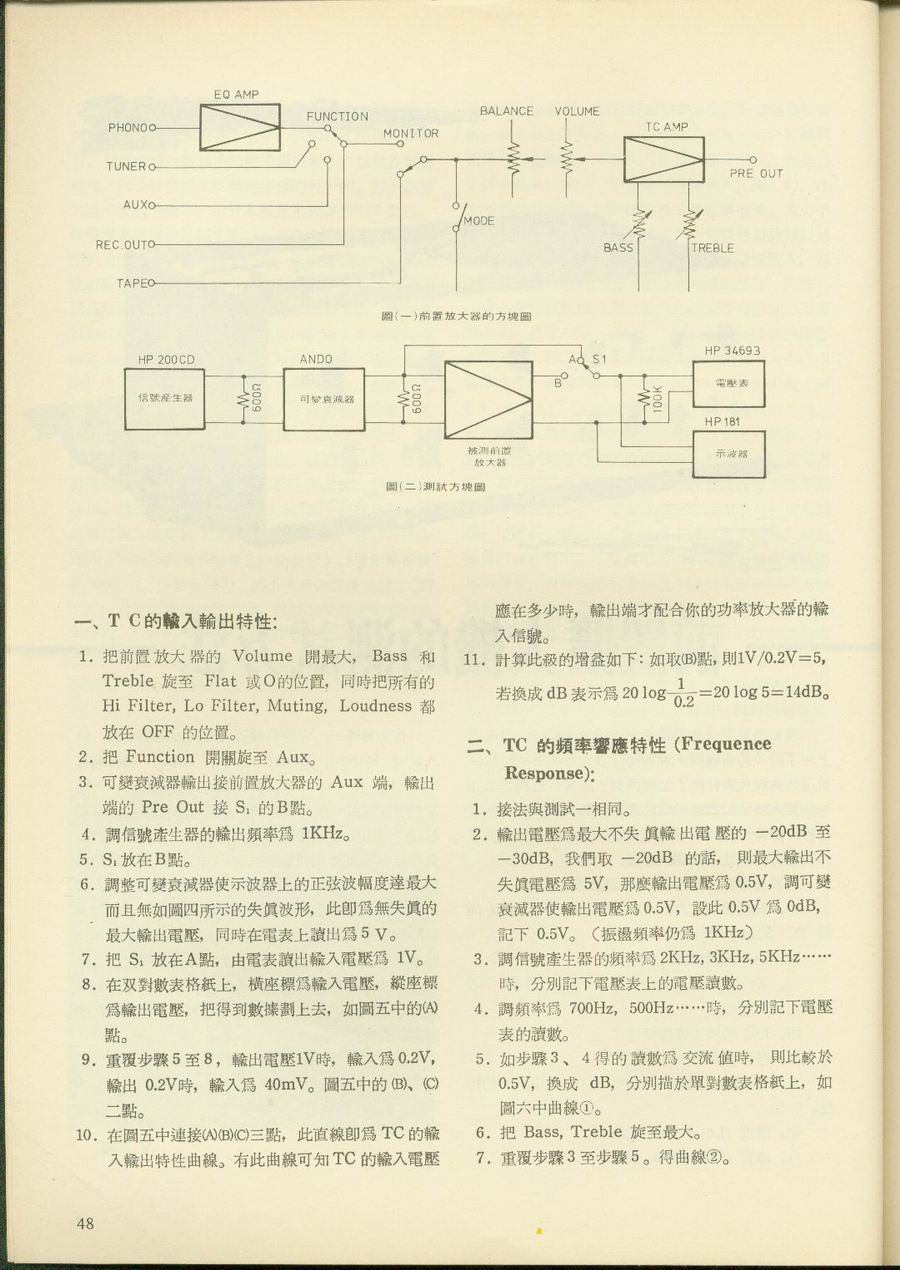 EQ AMP
PHONO
FUNCTION
MONITOR
BALANCE
VOLUME
TC AMP
PRE OUT
TUNER
AUX
MODE
REC.OUT
BASS
TREBLE
TAPE
圖(一)前置放大器的方塊圖
HP 200CD
ANDO
A
S1
HP 34693
信號產生器
600Ω
可變衰減器
600Ω
B
100K
電壓表
HP 181
被測前置
放大器
示波器
圖(二)測試方塊圖
一、T C的輸入輸出特性:
1. 把前置放大器的 Volume 開最大, Bass 和
Treble 旋至 Flat 或O的位置, 同時把所有的
Hi Filter, Lo Filter, Muting, Loudness 都
放在 OFF 的位置。
2. 把 Function 開關旋至 Aux。
3. 可變衰減器輸出接前置放大器的 Aux 端, 輸出
端的 Pre Out 接 S₁ 的B點。
4. 調信號產生器的輸出頻率爲 1KHz。
5. S₁ 放在B點。
6. 調整可變衰減器使示波器上的正弦波幅度達最大
而且無如圖四所示的失眞波形, 此卽爲無失眞的
最大輸出電壓, 同時在電表上讀出爲 5 V。
7. 把 S₁ 放在A點, 由電表讀出輸入電壓爲 1V。
8. 在双對數表格紙上, 橫座標爲輸入電壓, 縱座標
爲輸出電壓, 把得到數據劃上去, 如圖五中的(A)
點。
9. 重覆步驟 5 至 8, 輸出電壓1V時, 輸入爲 0.2V,
輸出 0.2V時, 輸入爲 40mV。圖五中的 (B)、(C)
二點。
10. 在圖五中連接(A)(B)(C)三點, 此直線卽爲 TC 的輸
入輸出特性曲線。有此曲線可知 TC 的輸入電壓
應在多少時, 輸出端才配合你的功率放大器的輸
入信號。
11. 計算此級的增益如下: 如取(B)點, 則1V/0.2V=5,
若換成 dB 表示爲 20 log 1/0.2=20 log 5=14dB。
二、TC 的頻率響應特性 (Frequence
Response):
1. 接法與測試一相同。
2. 輸出電壓爲最大不失眞輸出電壓的 −20dB 至
−30dB, 我們取 −20dB 的話, 則最大輸出不
失眞電壓爲 5V, 那麽輸出電壓爲 0.5V, 調可變
衰減器使輸出電壓爲 0.5V, 設此 0.5V 爲 0dB,
記下 0.5V。(振盪頻率仍爲 1KHz)
3. 調信號產生器的頻率爲 2KHz, 3KHz, 5KHz……
時, 分別記下電壓表上的電壓讀數。
4. 調頻率爲 700Hz, 500Hz……時, 分別記下電壓
表的讀數。
5. 如步驟 3、4 得的讀數爲交流值時, 則比較於
0.5V, 換成 dB, 分別描於單對數表格紙上, 如
圖六中曲線①。
6. 把 Bass, Treble 旋至最大。
7. 重覆步驟 3 至步驟 5。得曲線②。
48